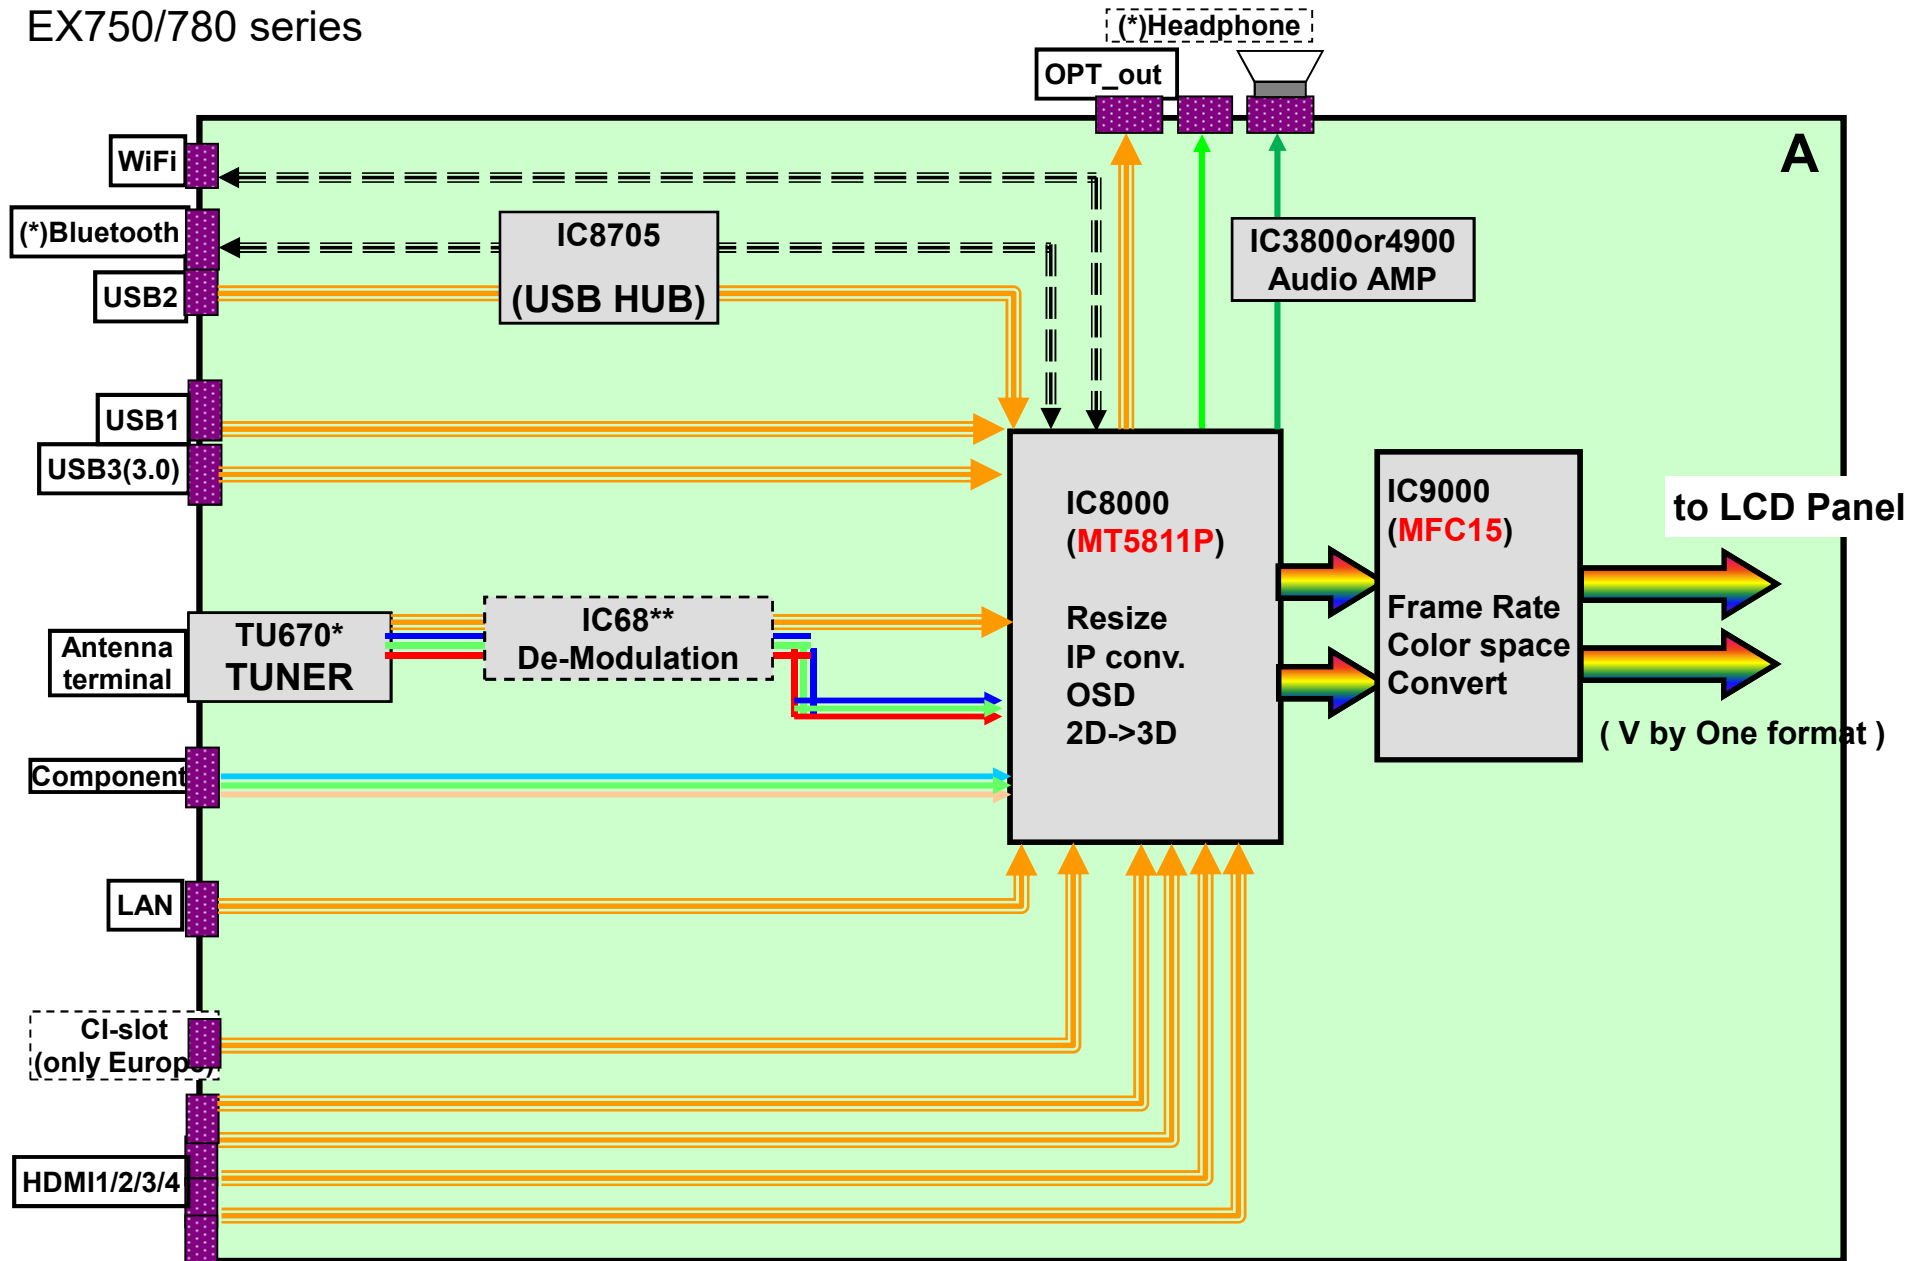 EX750/780 series
(*)Headphone
OPT_out
A
WiFi
(*)Bluetooth
USB2
IC8705
(USB HUB)
IC3800or4900
Audio AMP
USB1
USB3(3.0)
IC8000
(MT5811P)
Resize
IP conv.
OSD
2D->3D
IC9000
(MFC15)
Frame Rate
Color space
Convert
to LCD Panel
( V by One format )
Antenna
terminal
TU670*
TUNER
IC68**
De-Modulation
Component
LAN
CI-slot
(only Europe)
HDMI1/2/3/4